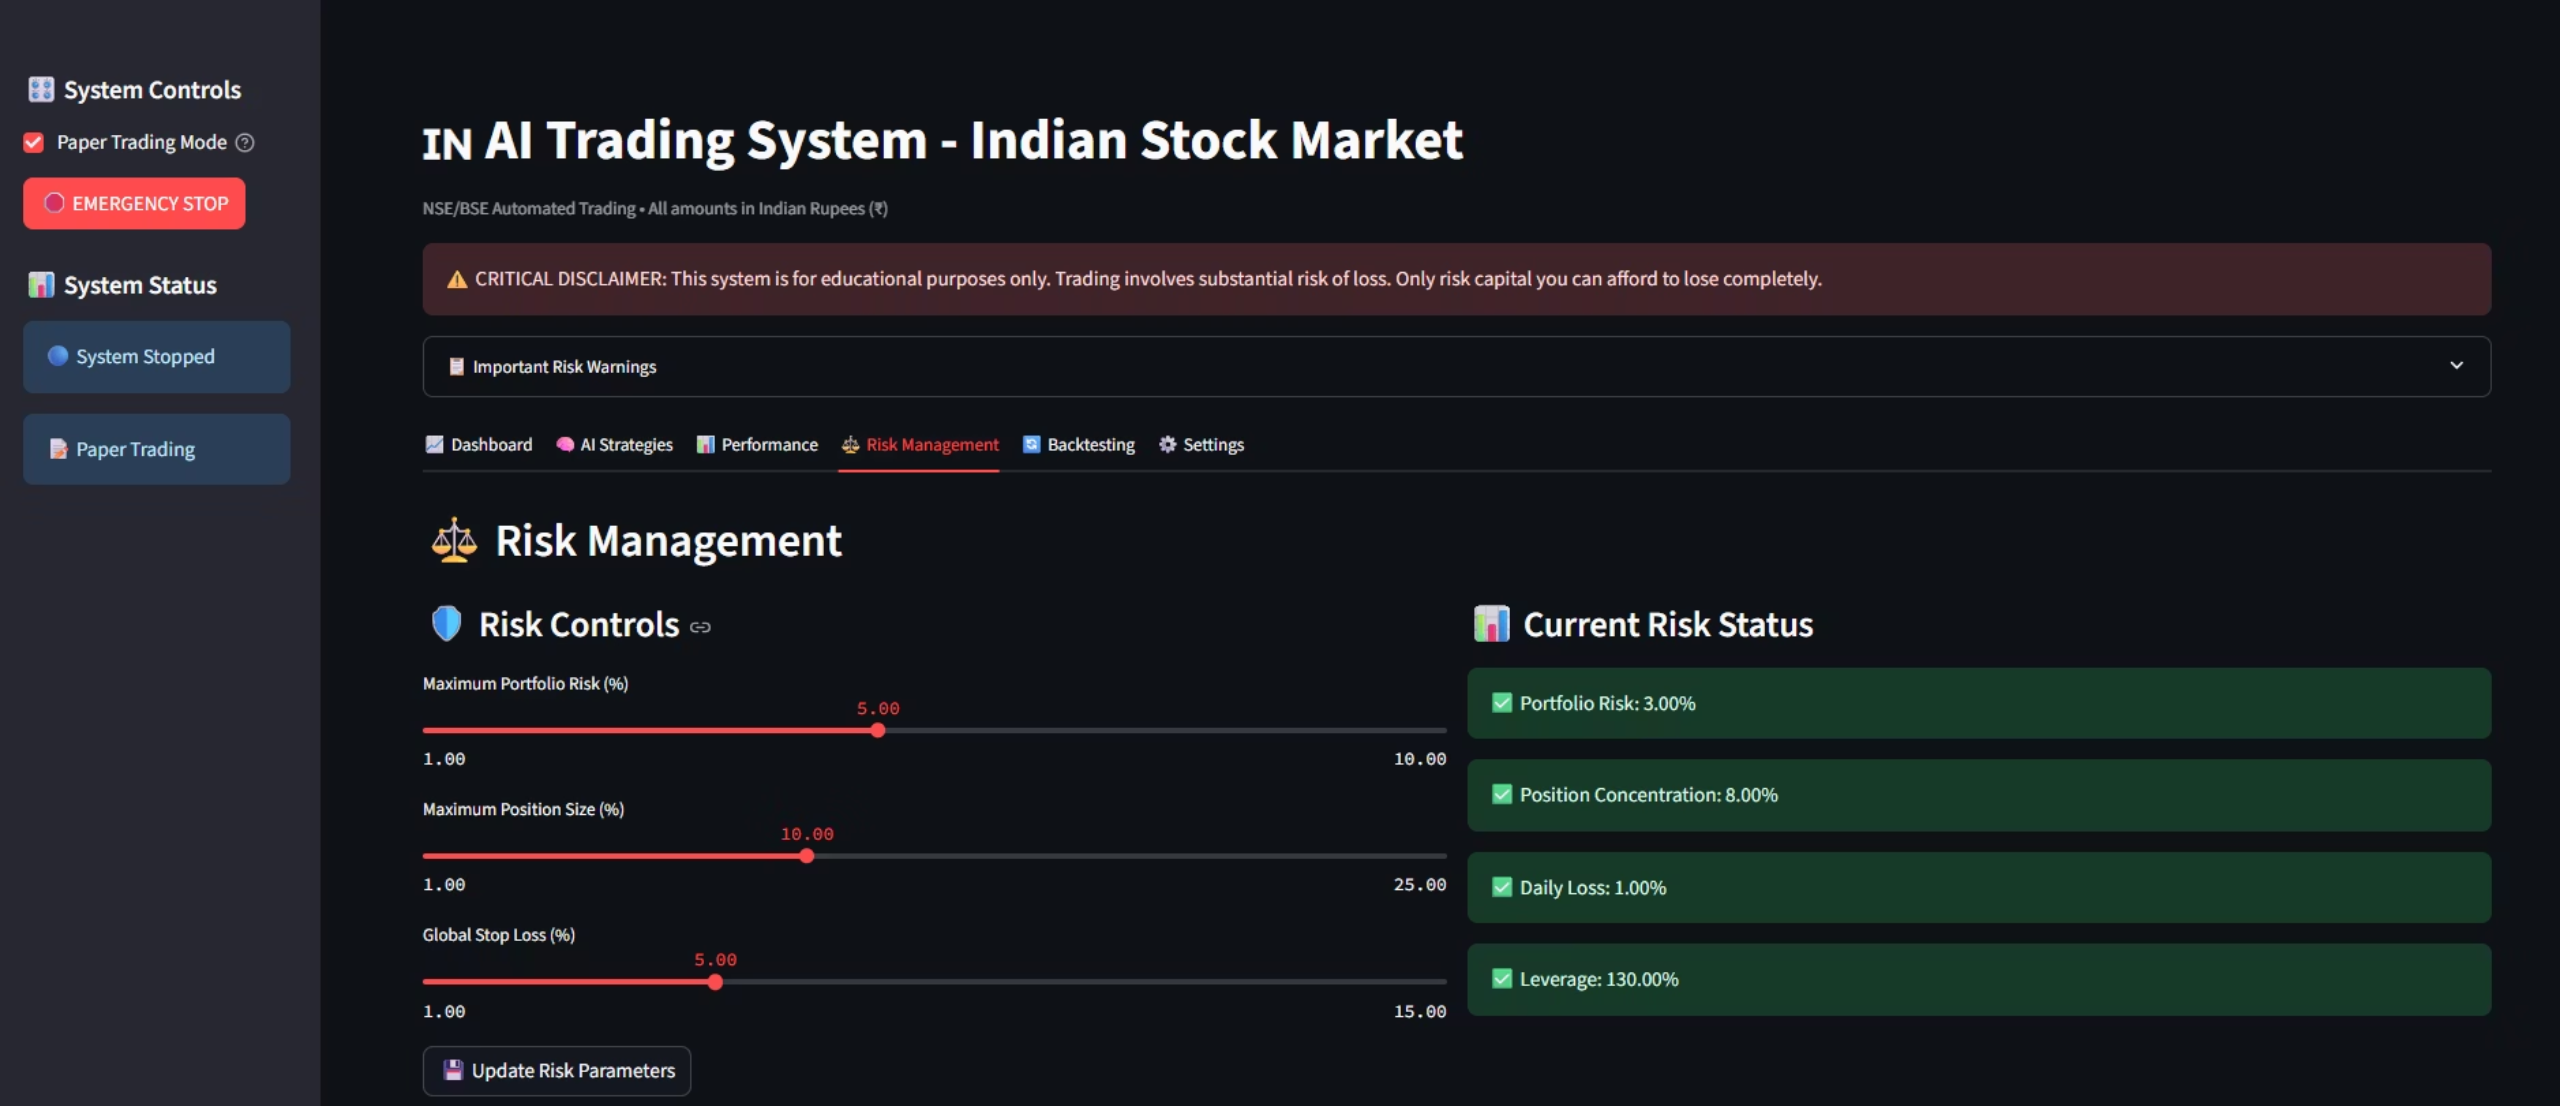 System Controls
Paper Trading Mode
EMERGENCY STOP
System Status
System Stopped
Paper Trading
IN AI Trading System - Indian Stock Market
NSE/BSE Automated Trading • All amounts in Indian Rupees (₹)
CRITICAL DISCLAIMER: This system is for educational purposes only. Trading involves substantial risk of loss. Only risk capital you can afford to lose completely.
Important Risk Warnings
Dashboard AI Strategies Performance Risk Management Backtesting Settings
Risk Management
Risk Controls
Maximum Portfolio Risk (%)
5.00
1.00 10.00
Maximum Position Size (%)
10.00
1.00 25.00
Global Stop Loss (%)
5.00
1.00 15.00
Update Risk Parameters
Current Risk Status
Portfolio Risk: 3.00%
Position Concentration: 8.00%
Daily Loss: 1.00%
Leverage: 130.00%